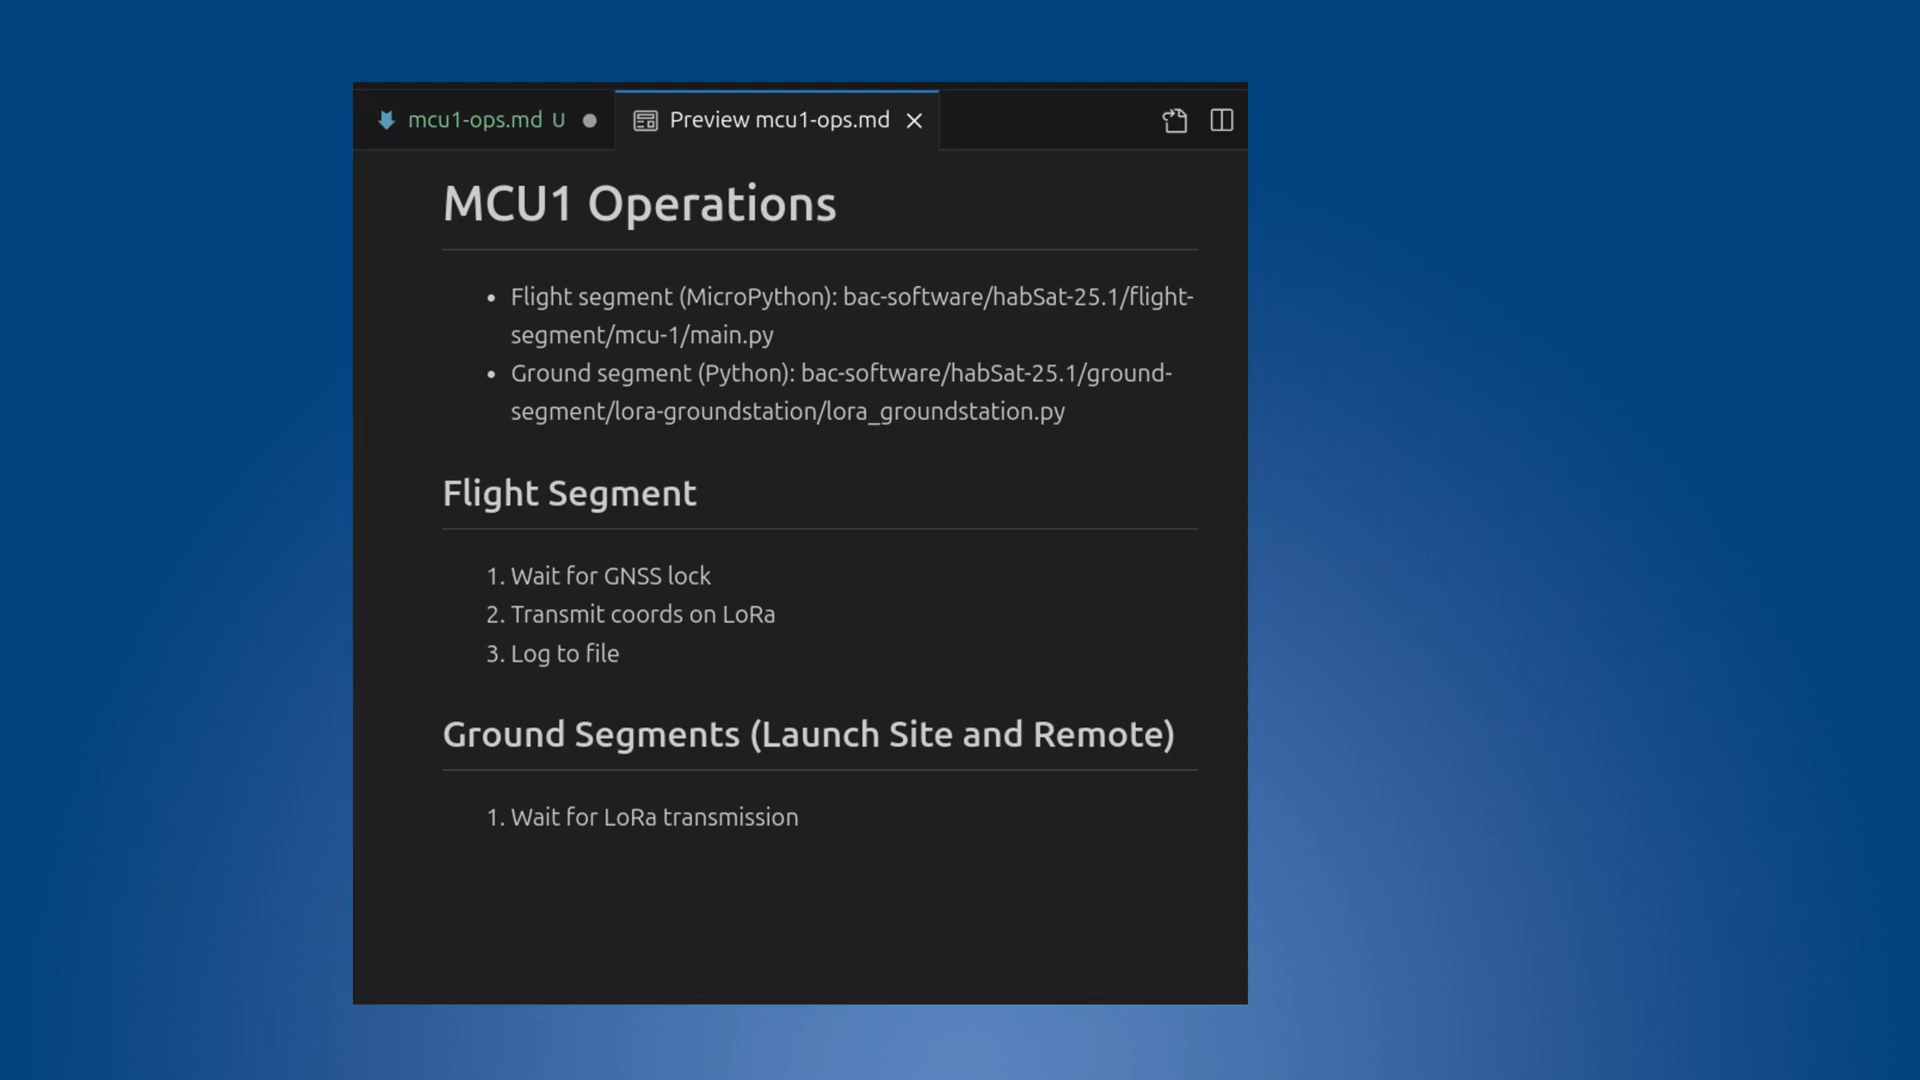 mcu1-ops.md U
Preview mcu1-ops.md
MCU1 Operations
• Flight segment (MicroPython): bac-software/habSat-25.1/flight-
segment/mcu-1/main.py
• Ground segment (Python): bac-software/habSat-25.1/ground-
segment/lora-groundstation/lora_groundstation.py
Flight Segment
1. Wait for GNSS lock
2. Transmit coords on LoRa
3. Log to file
Ground Segments (Launch Site and Remote)
1. Wait for LoRa transmission